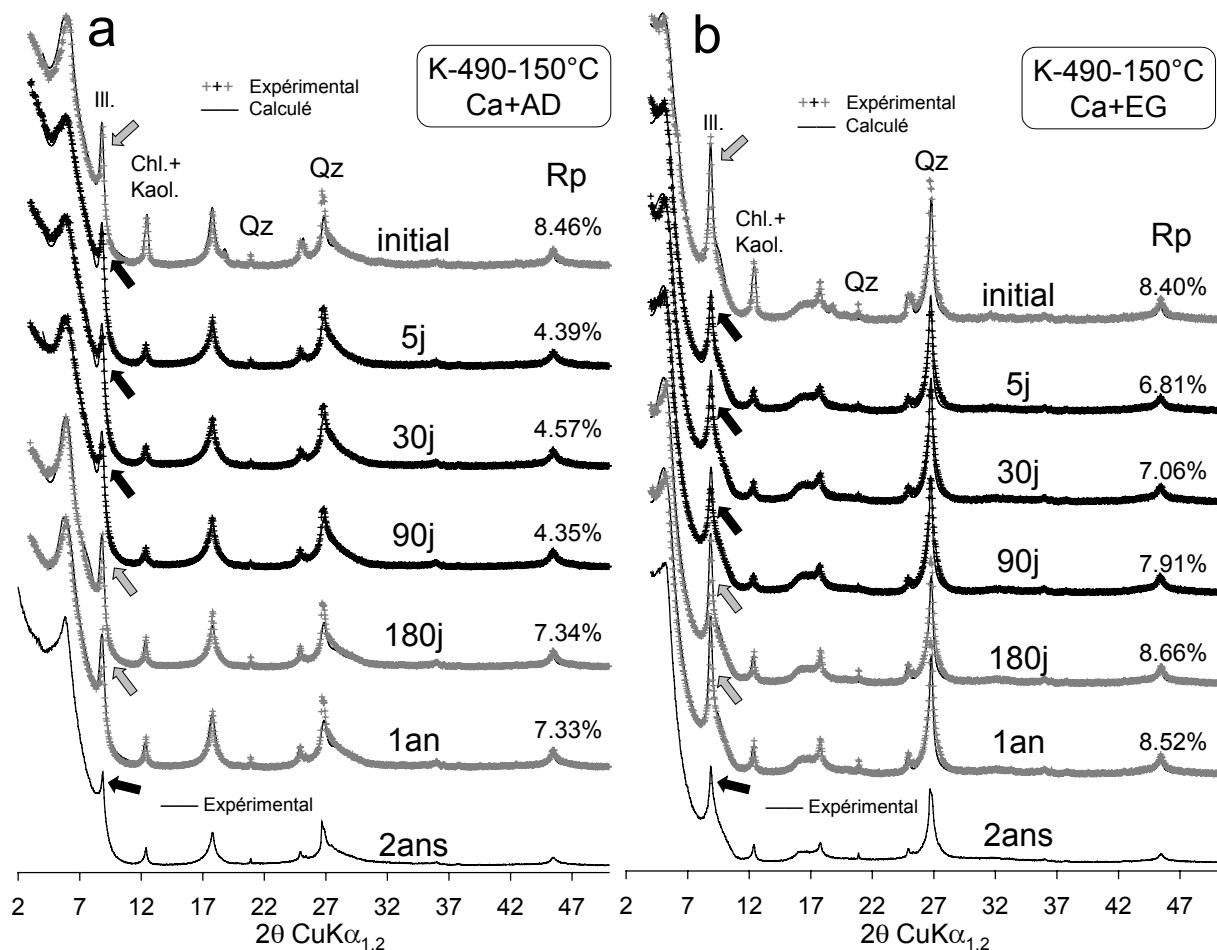 a
K-490-150°C
Ca+AD
+++ Expérimental
— Calculé
Ill.
Chl.+
Kaol.
Qz
Qz
Rp
initial
8.46%
5j
4.39%
30j
4.57%
90j
4.35%
180j
7.34%
1an
7.33%
— Expérimental
2ans
2 7 12 17 22 27 32 37 42 47
2θ CuKα1,2
b
K-490-150°C
Ca+EG
+++ Expérimental
— Calculé
Ill.
Chl.+
Kaol.
Qz
Qz
Rp
initial
8.40%
5j
6.81%
30j
7.06%
90j
7.91%
180j
8.66%
1an
8.52%
— Expérimental
2ans
2 7 12 17 22 27 32 37 42 47
2θ CuKα1,2